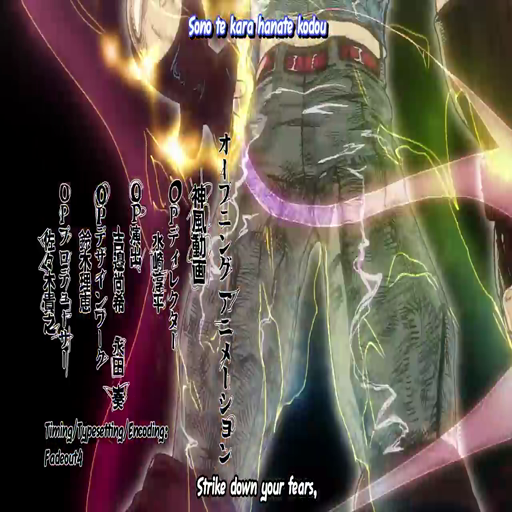 Sono te kara hanate kodou
オープニングアニメーション
神風動画
OPディレクター
水崎淳平
OP演出
吉邉尚希 永田 奏
OPデザインワーク
鈴木理恵
OPプロデューサー
佐々木貴之
Timing/Typesetting/Encoding:
Fadeout4
Strike down your fears,